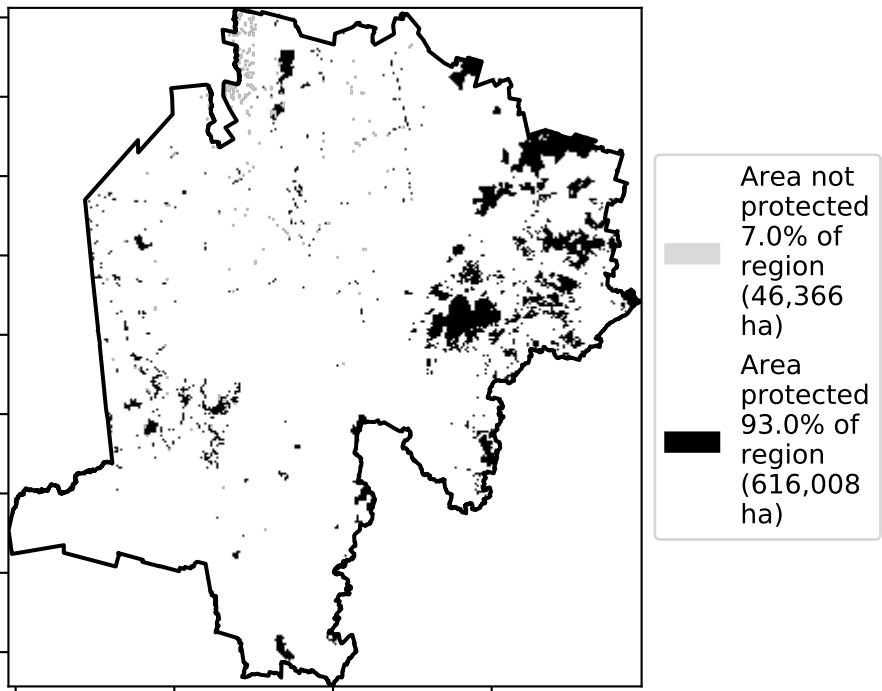 Area not
protected
7.0% of
region
(46,366
ha)
Area
protected
93.0% of
region
(616,008
ha)